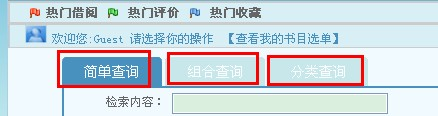 热门借阅 热门评价 热门收藏
欢迎您:Guest 请选择你的操作 【查看我的书目选单】
简单查询 组合查询 分类查询
检索内容：